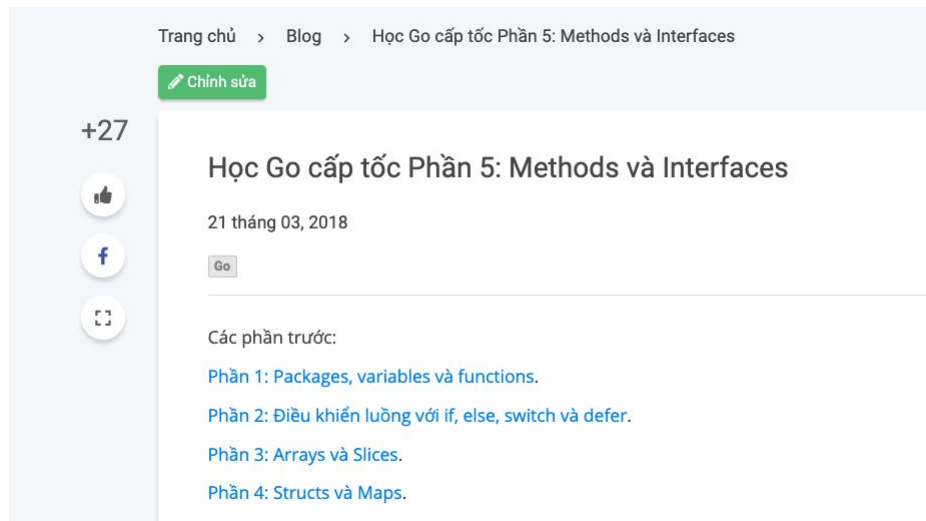 Trang chủ > Blog > Học Go cấp tốc Phần 5: Methods và Interfaces
Chỉnh sửa
+27
Học Go cấp tốc Phần 5: Methods và Interfaces
21 tháng 03, 2018
Go
Các phần trước:
Phần 1: Packages, variables và functions.
Phần 2: Điều khiển luồng với if, else, switch và defer.
Phần 3: Arrays và Slices.
Phần 4: Structs và Maps.